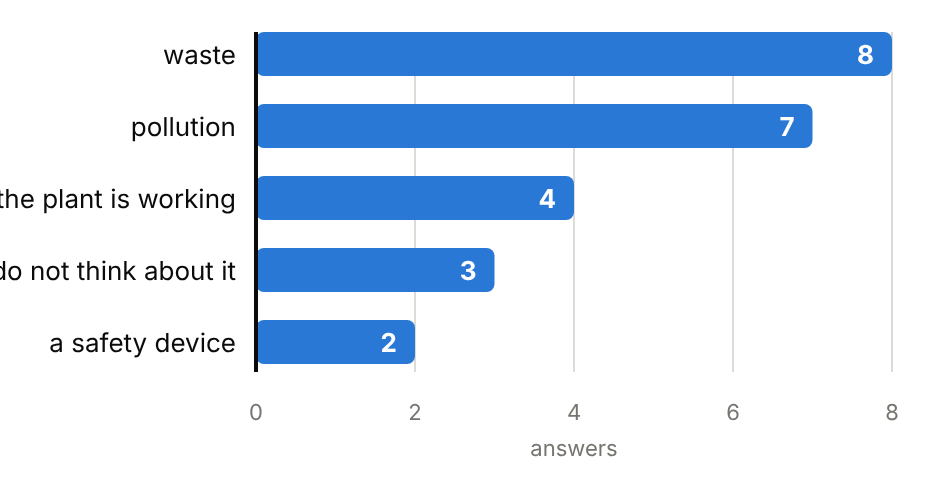 waste 8
pollution 7
the plant is working 4
do not think about it 3
a safety device 2
0 2 4 6 8
answers